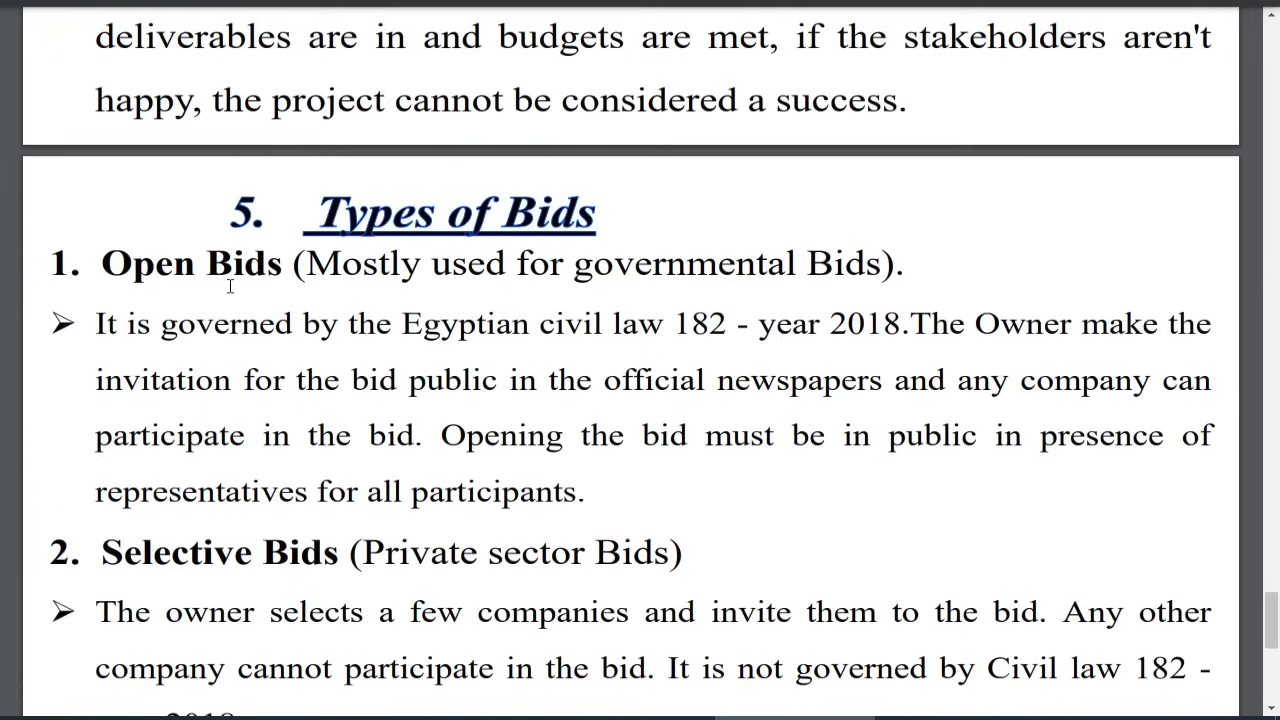 deliverables are in and budgets are met, if the stakeholders aren't
happy, the project cannot be considered a success.
5. Types of Bids
1. Open Bids (Mostly used for governmental Bids).
➢ It is governed by the Egyptian civil law 182 - year 2018.The Owner make the
invitation for the bid public in the official newspapers and any company can
participate in the bid. Opening the bid must be in public in presence of
representatives for all participants.
2. Selective Bids (Private sector Bids)
➢ The owner selects a few companies and invite them to the bid. Any other
company cannot participate in the bid. It is not governed by Civil law 182 -